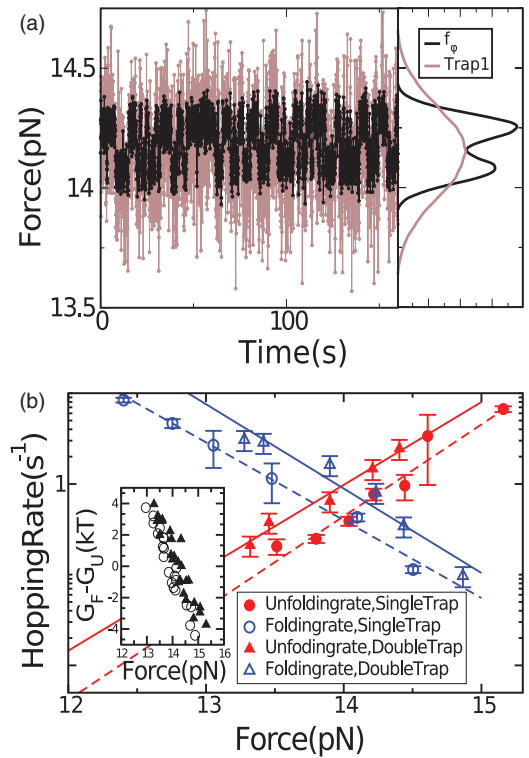 (a)
14.5
14
13.5
Force(pN)
0
100
Time(s)
f_φ
Trap1
(b)
HoppingRate(s⁻¹)
1
G_F-G_U(kT)
4
2
0
-2
-4
12 13 14 15 16
Force(pN)
Unfoldingrate,SingleTrap
Foldingrate,SingleTrap
Unfodingrate,DoubleTrap
Foldingrate,DoubleTrap
12 13 14 15
Force(pN)